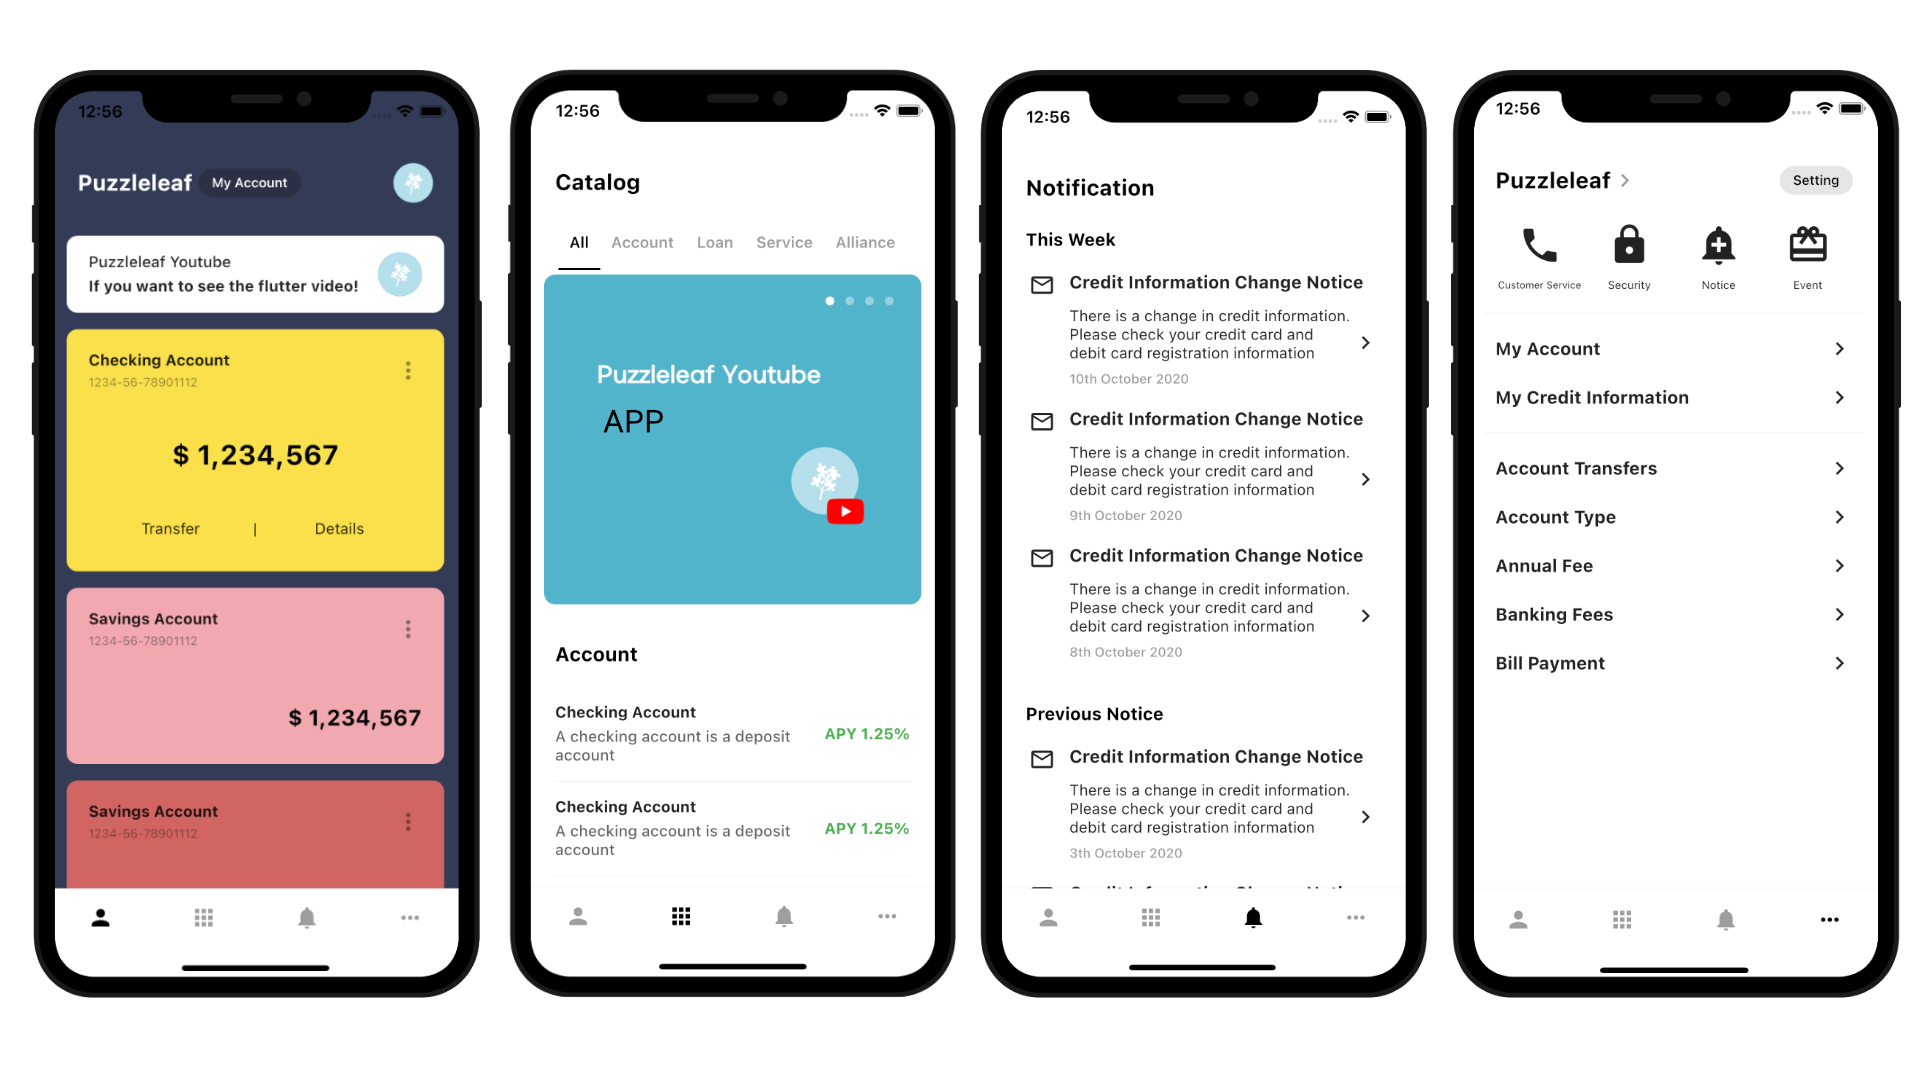 12:56
Puzzleleaf My Account
Puzzleleaf Youtube
If you want to see the flutter video!
Checking Account
1234-56-78901112
$ 1,234,567
Transfer | Details
Savings Account
1234-56-78901112
$ 1,234,567
Savings Account
1234-56-78901112
12:56
Catalog
All Account Loan Service Alliance
Puzzleleaf Youtube
APP
Account
Checking Account
A checking account is a deposit
account
APY 1.25%
Checking Account
A checking account is a deposit
account
APY 1.25%
12:56
Notification
This Week
Credit Information Change Notice
There is a change in credit information.
Please check your credit card and
debit card registration information
10th October 2020
Credit Information Change Notice
There is a change in credit information.
Please check your credit card and
debit card registration information
9th October 2020
Credit Information Change Notice
There is a change in credit information.
Please check your credit card and
debit card registration information
8th October 2020
Previous Notice
Credit Information Change Notice
There is a change in credit information.
Please check your credit card and
debit card registration information
3th October 2020
12:56
Puzzleleaf Setting
Customer Service Security Notice Event
My Account
My Credit Information
Account Transfers
Account Type
Annual Fee
Banking Fees
Bill Payment